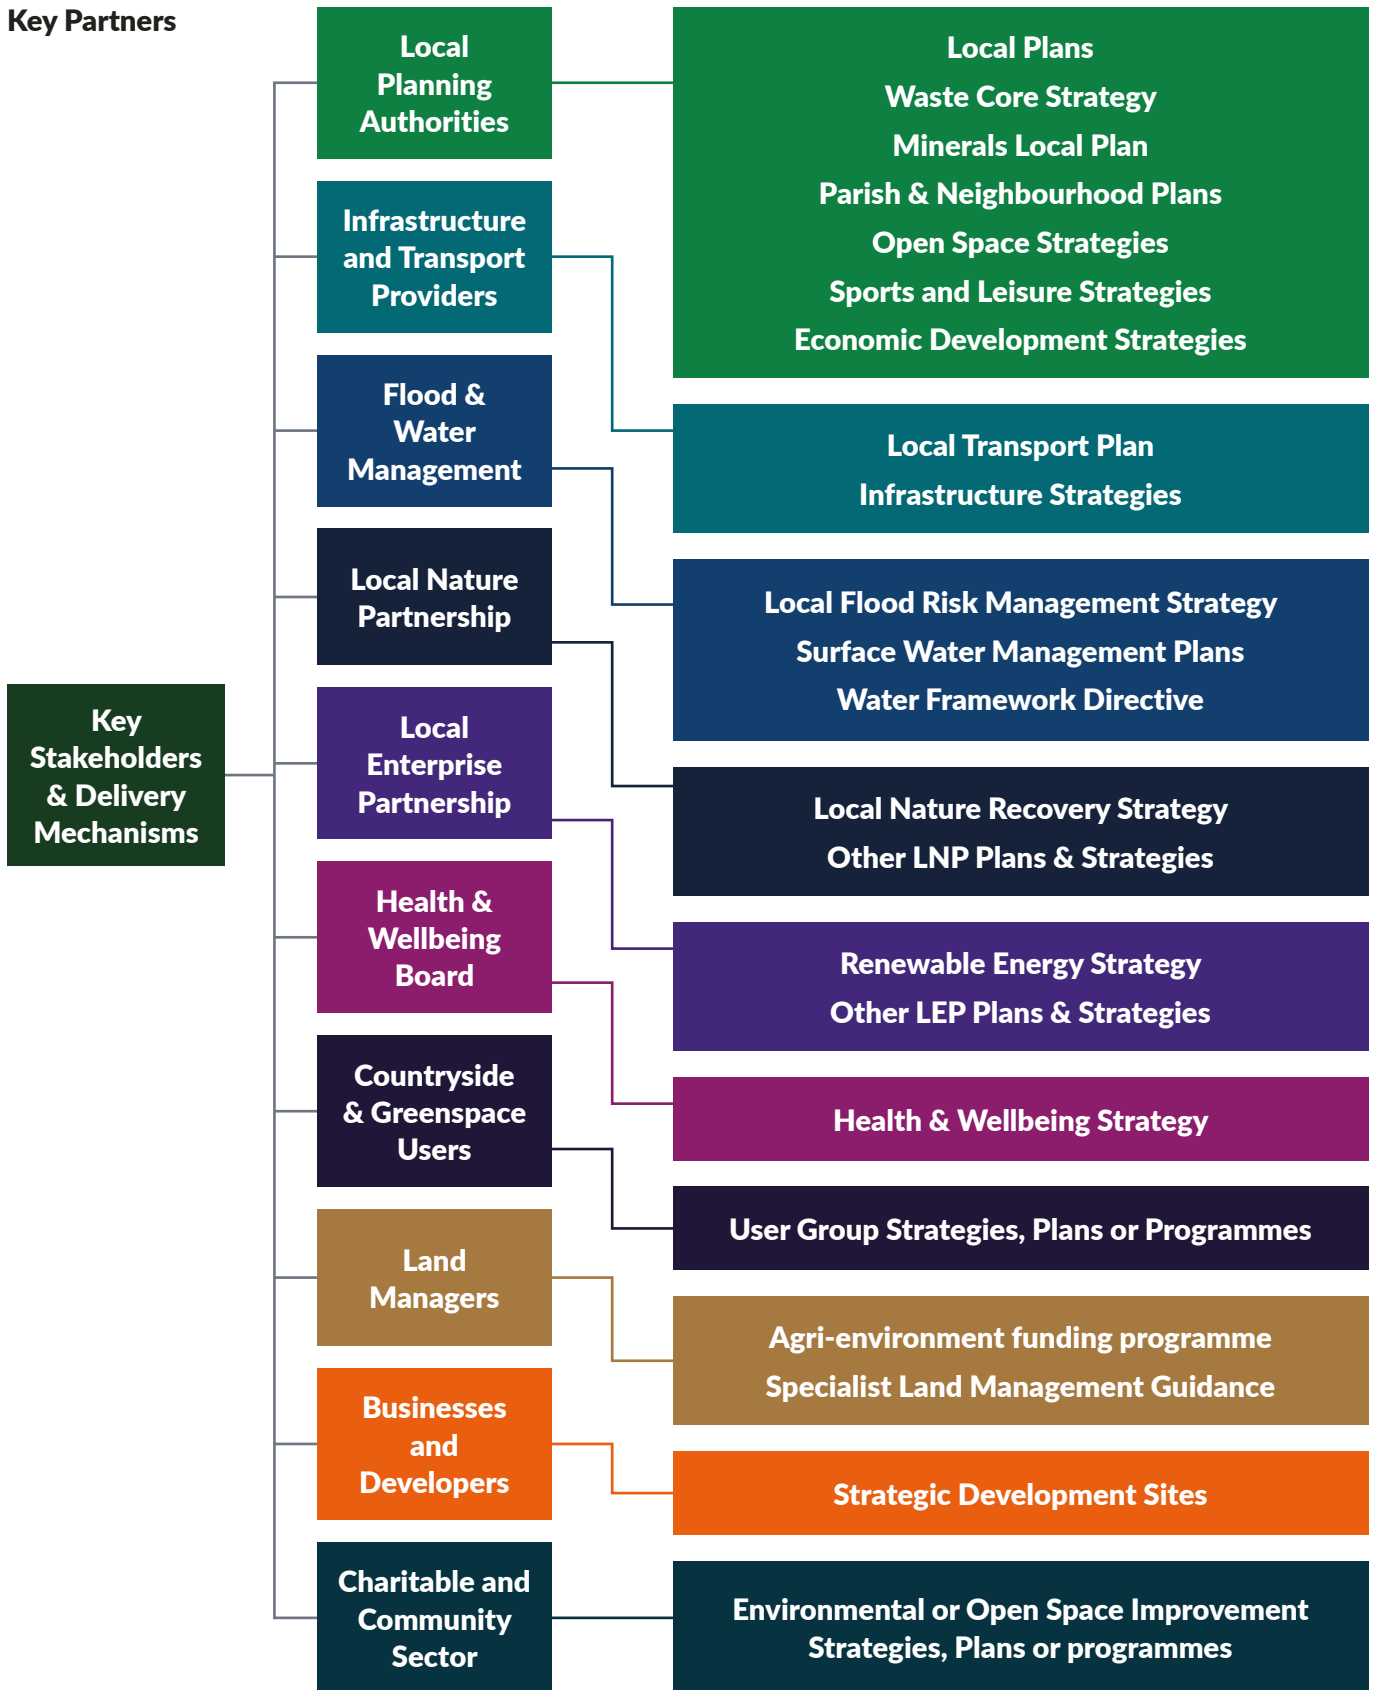 Key Partners
Key
Stakeholders
& Delivery
Mechanisms
Local
Planning
Authorities
Local Plans
Waste Core Strategy
Minerals Local Plan
Parish & Neighbourhood Plans
Open Space Strategies
Sports and Leisure Strategies
Economic Development Strategies
Infrastructure
and Transport
Providers
Local Transport Plan
Infrastructure Strategies
Flood &
Water
Management
Local Flood Risk Management Strategy
Surface Water Management Plans
Water Framework Directive
Local Nature
Partnership
Local Nature Recovery Strategy
Other LNP Plans & Strategies
Local
Enterprise
Partnership
Renewable Energy Strategy
Other LEP Plans & Strategies
Health &
Wellbeing
Board
Health & Wellbeing Strategy
Countryside
& Greenspace
Users
User Group Strategies, Plans or Programmes
Land
Managers
Agri-environment funding programme
Specialist Land Management Guidance
Businesses
and
Developers
Strategic Development Sites
Charitable and
Community
Sector
Environmental or Open Space Improvement
Strategies, Plans or programmes